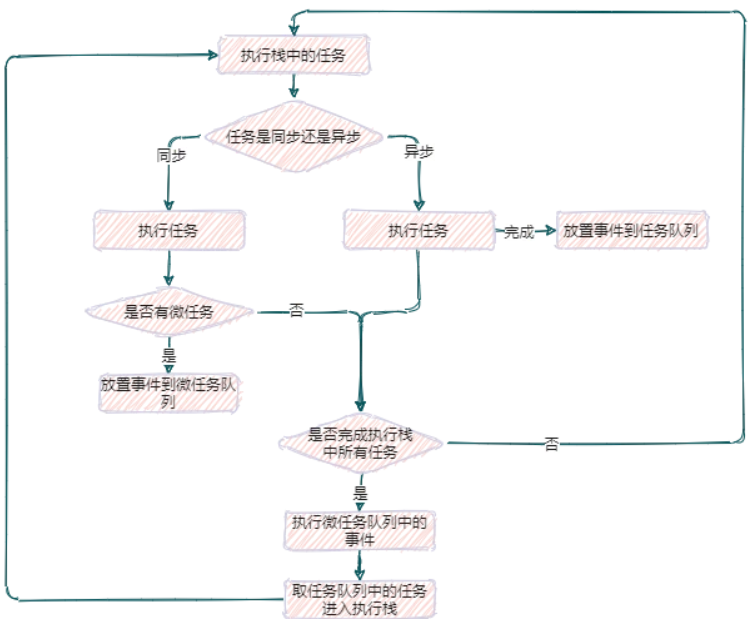 执行栈中的任务
任务是同步还是异步
同步
异步
执行任务
执行任务
完成
放置事件到任务队列
是否有微任务
否
是
放置事件到微任务队
列
是否完成执行栈
中所有任务
否
是
执行微任务队列中的
事件
取任务队列中的任务
进入执行栈